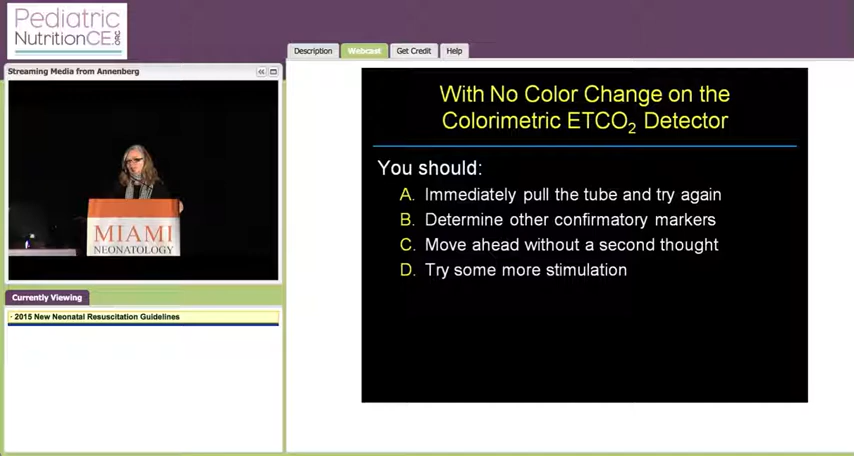 Pediatric
NutritionCE.ORG
Description
Webcast
Get Credit
Help
Streaming Media from Annenberg
MIAMI
NEONATOLOGY
Currently Viewing
· 2015 New Neonatal Resuscitation Guidelines
With No Color Change on the
Colorimetric ETCO₂ Detector
You should:
A. Immediately pull the tube and try again
B. Determine other confirmatory markers
C. Move ahead without a second thought
D. Try some more stimulation